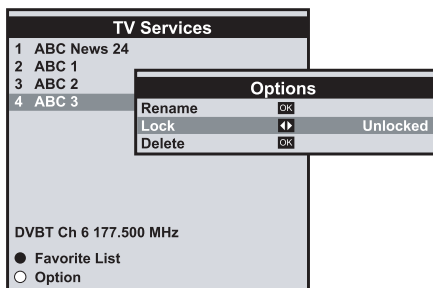 TV Services
1 ABC News 24
2 ABC 1
3 ABC 2
4 ABC 3
Options
Rename OK
Lock Unlocked
Delete OK
DVBT Ch 6 177.500 MHz
Favorite List
Option